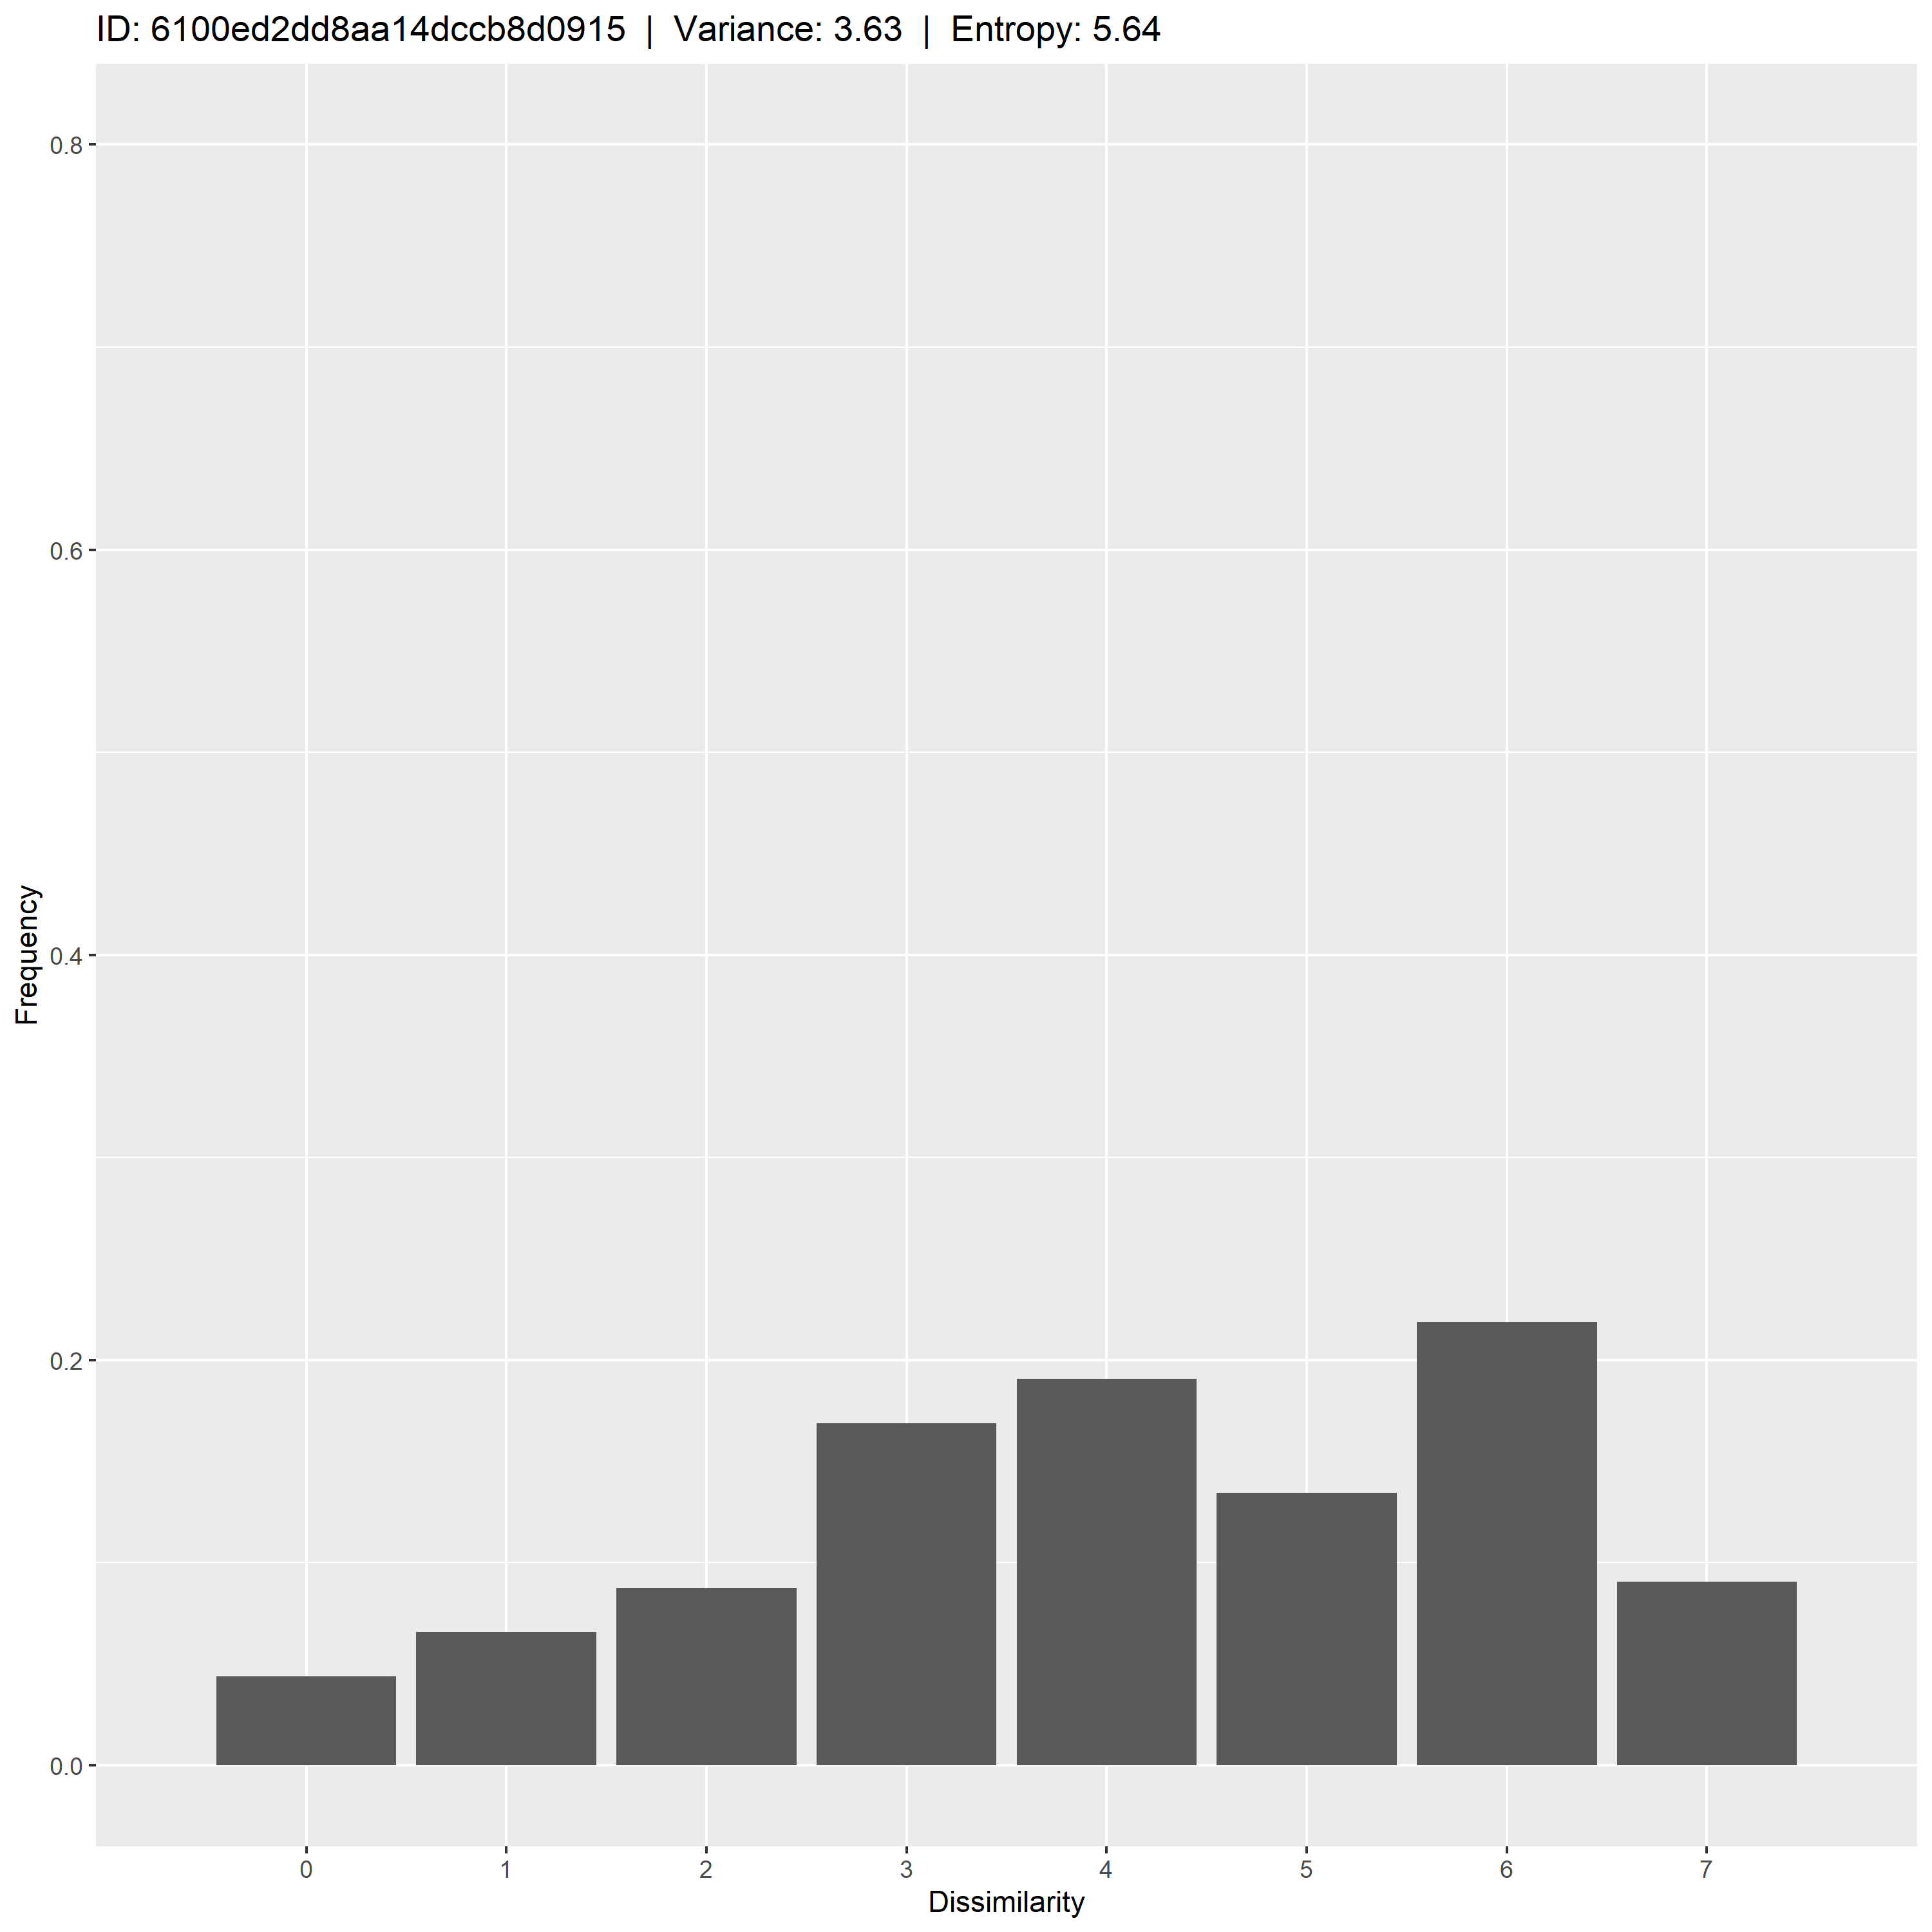 ID: 6100ed2dd8aa14dccb8d0915 | Variance: 3.63 | Entropy: 5.64
0.8
0.6
0.4
0.2
0.0
Frequency
0 1 2 3 4 5 6 7
Dissimilarity